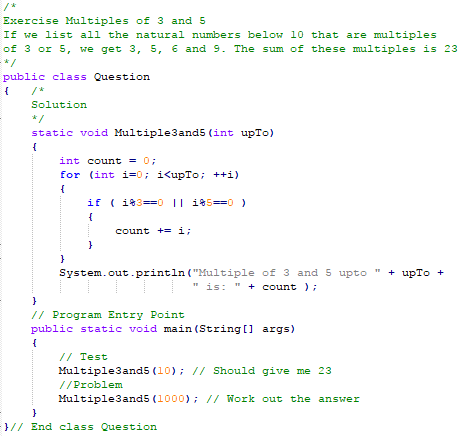 /*
Exercise Multiples of 3 and 5
If we list all the natural numbers below 10 that are multiples
of 3 or 5, we get 3, 5, 6 and 9. The sum of these multiples is 23
*/
public class Question
{   /*
    Solution
    */
    static void Multiple3and5(int upTo)
    {
        int count = 0;
        for (int i=0; i<upTo; ++i)
        {
            if ( i%3==0 || i%5==0 )
            {
                count += i;
            }
        }
        System.out.println("Multiple of 3 and 5 upto " + upTo +
                           " is: " + count );
    }
    // Program Entry Point
    public static void main(String[] args)
    {
        // Test
        Multiple3and5(10); // Should give me 23
        //Problem
        Multiple3and5(1000); // Work out the answer
    }
}// End class Question